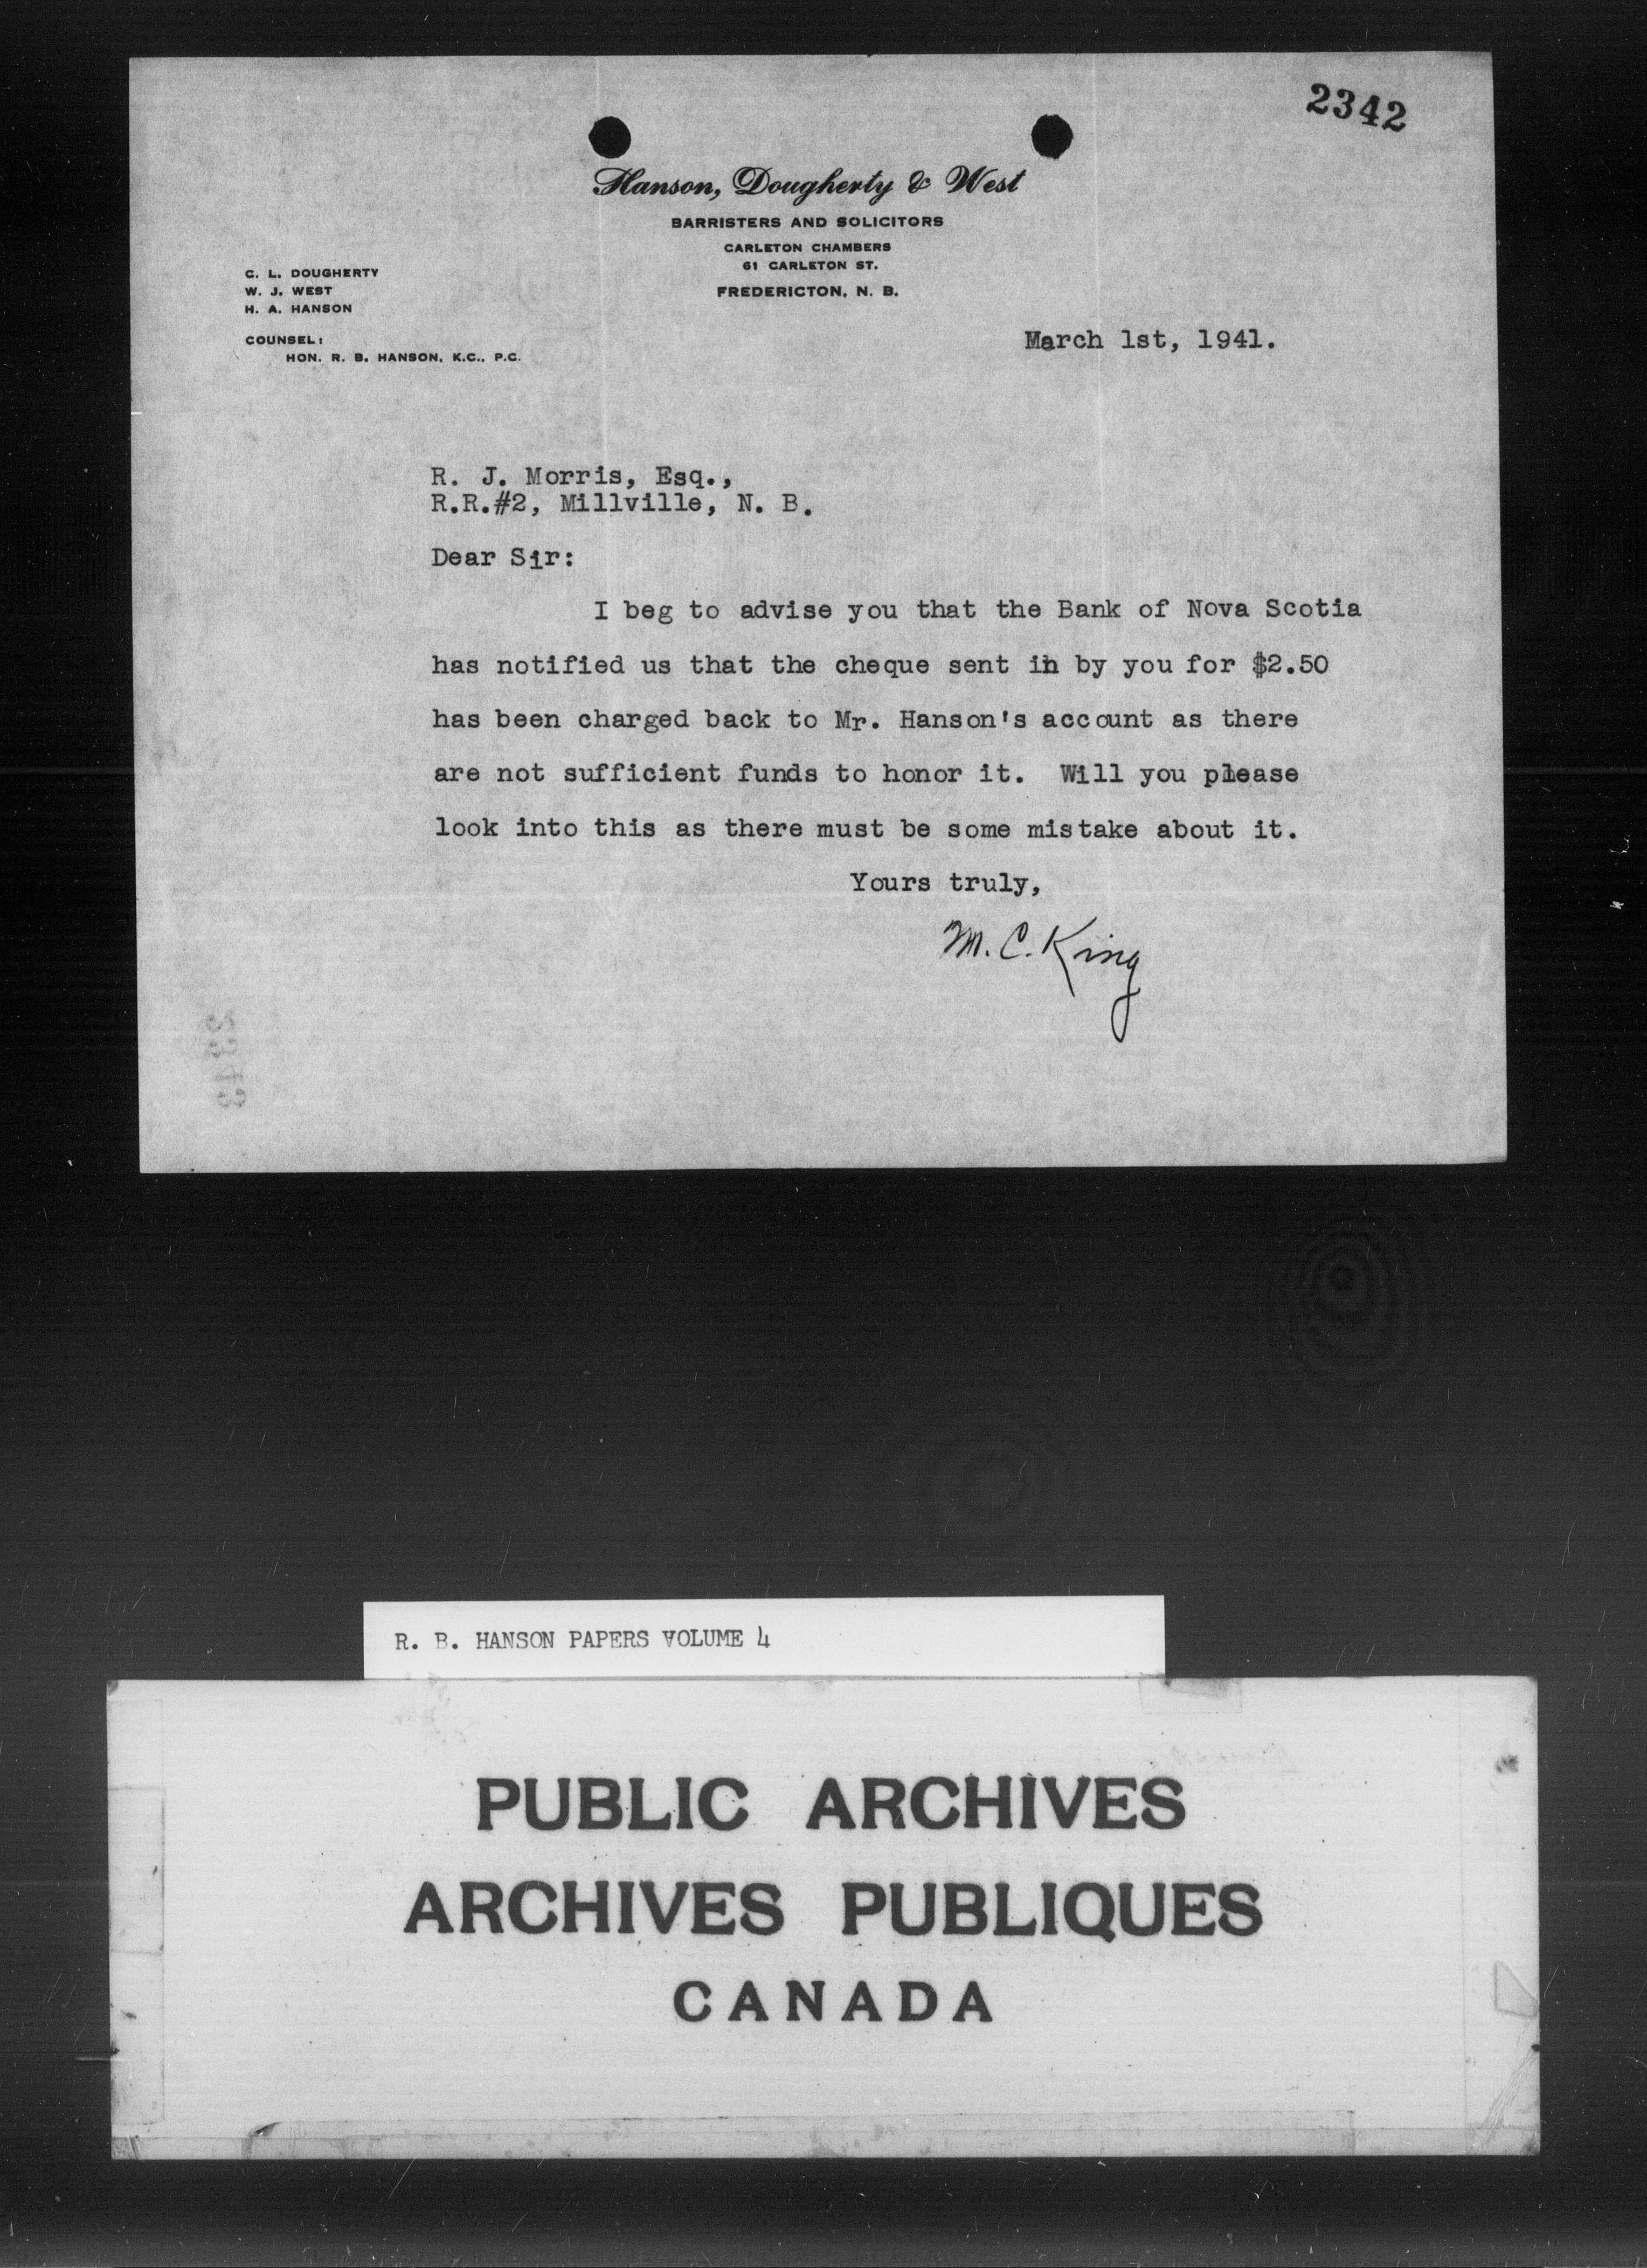 2342
Hanson, Dougherty & West
BARRISTERS AND SOLICITORS
CARLETON CHAMBERS
61 CARLETON ST.
FREDERICTON, N. B.
C. L. DOUGHERTY
W. J. WEST
H. A. HANSON
COUNSEL:
HON. R. B. HANSON, K.C., P.C.
March 1st, 1941.
R. J. Morris, Esq.,
R.R.#2, Millville, N. B.
Dear Sir:
I beg to advise you that the Bank of Nova Scotia
has notified us that the cheque sent in by you for $2.50
has been charged back to Mr. Hanson's account as there
are not sufficient funds to honor it. Will you please
look into this as there must be some mistake about it.
Yours truly,
M. C. King
2343
R. B. HANSON PAPERS VOLUME 4
PUBLIC ARCHIVES
ARCHIVES PUBLIQUES
CANADA